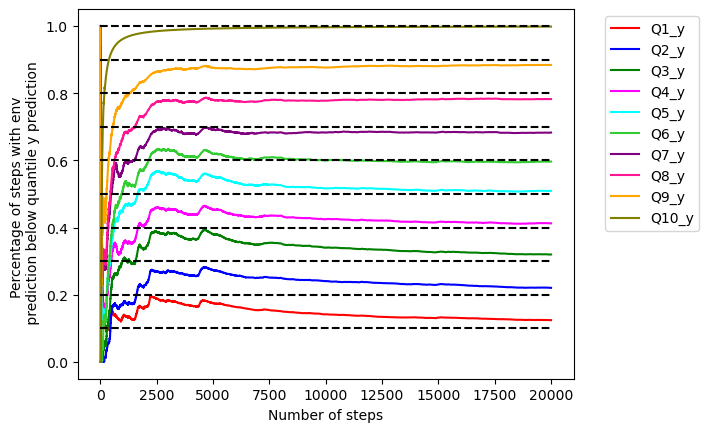 Percentage of steps with env
prediction below quantile y prediction
1.0
0.8
0.6
0.4
0.2
0.0
0
2500
5000
7500
10000
12500
15000
17500
20000
Number of steps
Q1_y
Q2_y
Q3_y
Q4_y
Q5_y
Q6_y
Q7_y
Q8_y
Q9_y
Q10_y